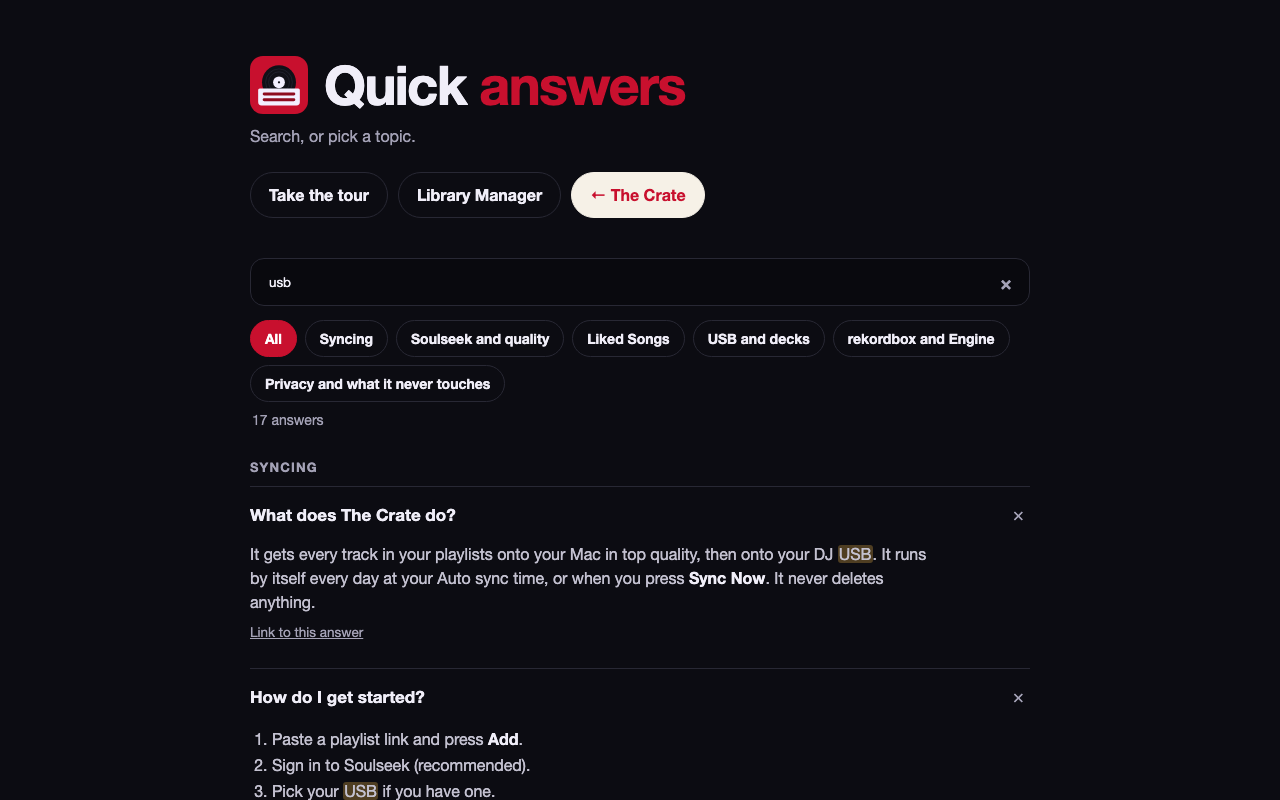 Quick answers
Search, or pick a topic.
Take the tour
Library Manager
← The Crate
usb ×
All
Syncing
Soulseek and quality
Liked Songs
USB and decks
rekordbox and Engine
Privacy and what it never touches
17 answers
SYNCING
What does The Crate do? ×
It gets every track in your playlists onto your Mac in top quality, then onto your DJ USB. It runs
by itself every day at your Auto sync time, or when you press Sync Now. It never deletes
anything.
Link to this answer
How do I get started? ×
1. Paste a playlist link and press Add.
2. Sign in to Soulseek (recommended).
3. Pick your USB if you have one.